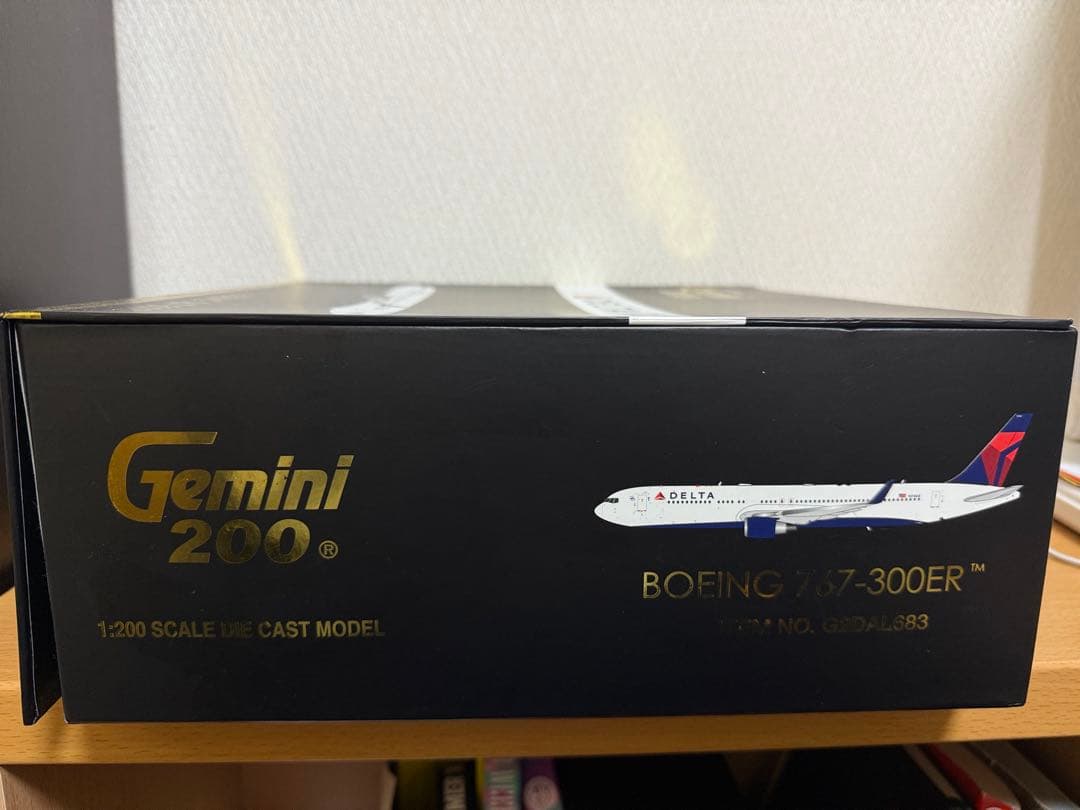 Gemini
200®
1:200 SCALE DIE CAST MODEL
DELTA
BOEING 767-300ER™
ITEM NO. G2DAL683